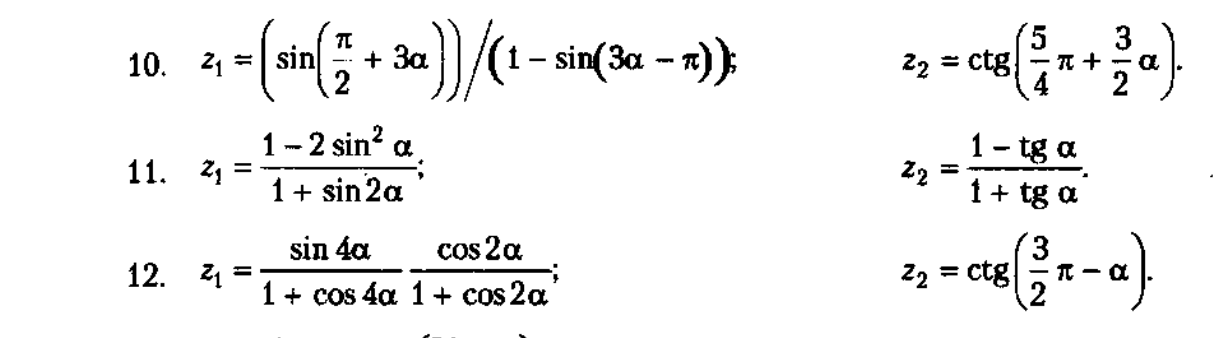 10. z₁ = (sin(π/2 + 3α))/(1 − sin(3α − π)); z₂ = ctg(5/4 π + 3/2 α).
11. z₁ = (1 − 2 sin² α)/(1 + sin 2α); z₂ = (1 − tg α)/(1 + tg α).
12. z₁ = (sin 4α)/(1 + cos 4α) (cos 2α)/(1 + cos 2α); z₂ = ctg(3/2 π − α).